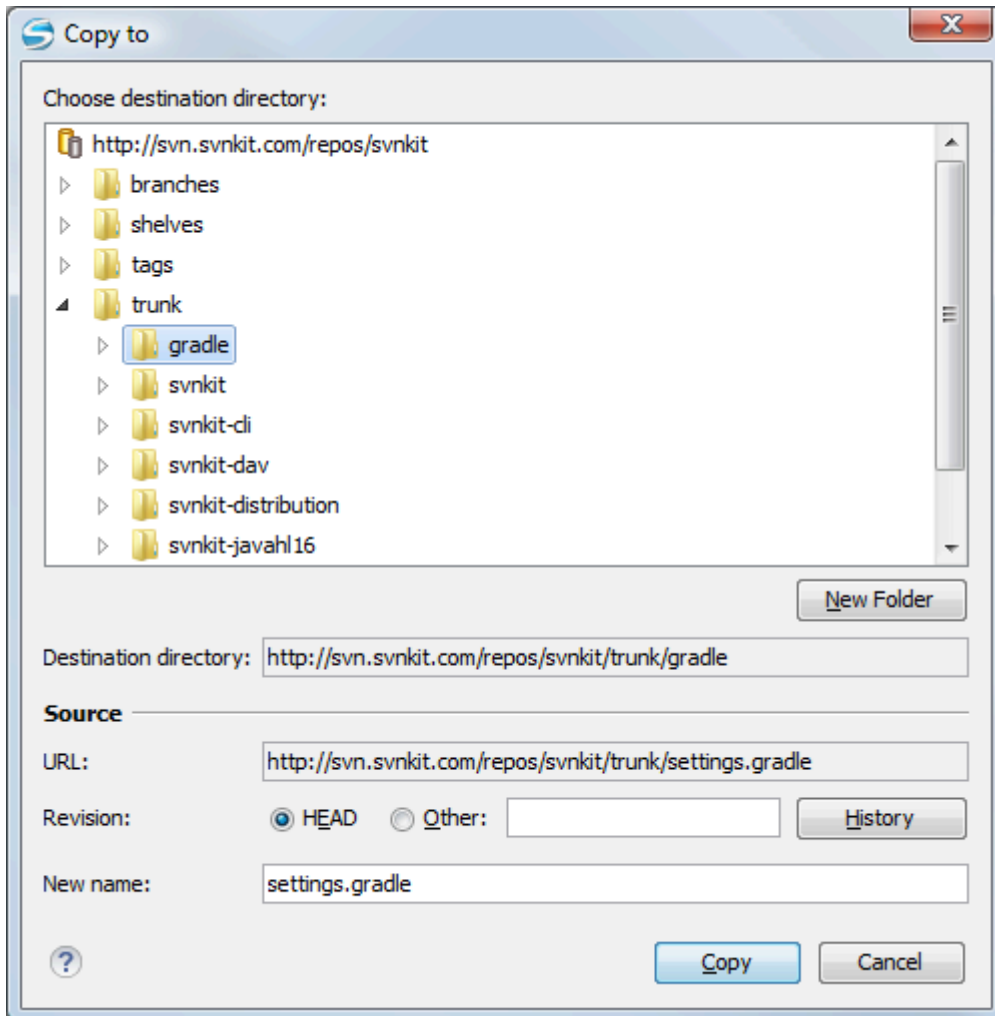 Copy to
Choose destination directory:
http://svn.svnkit.com/repos/svnkit
branches
shelves
tags
trunk
gradle
svnkit
svnkit-cli
svnkit-dav
svnkit-distribution
svnkit-javahl16
New Folder
Destination directory: http://svn.svnkit.com/repos/svnkit/trunk/gradle
Source
URL: http://svn.svnkit.com/repos/svnkit/trunk/settings.gradle
Revision: HEAD Other: History
New name: settings.gradle
? Copy Cancel